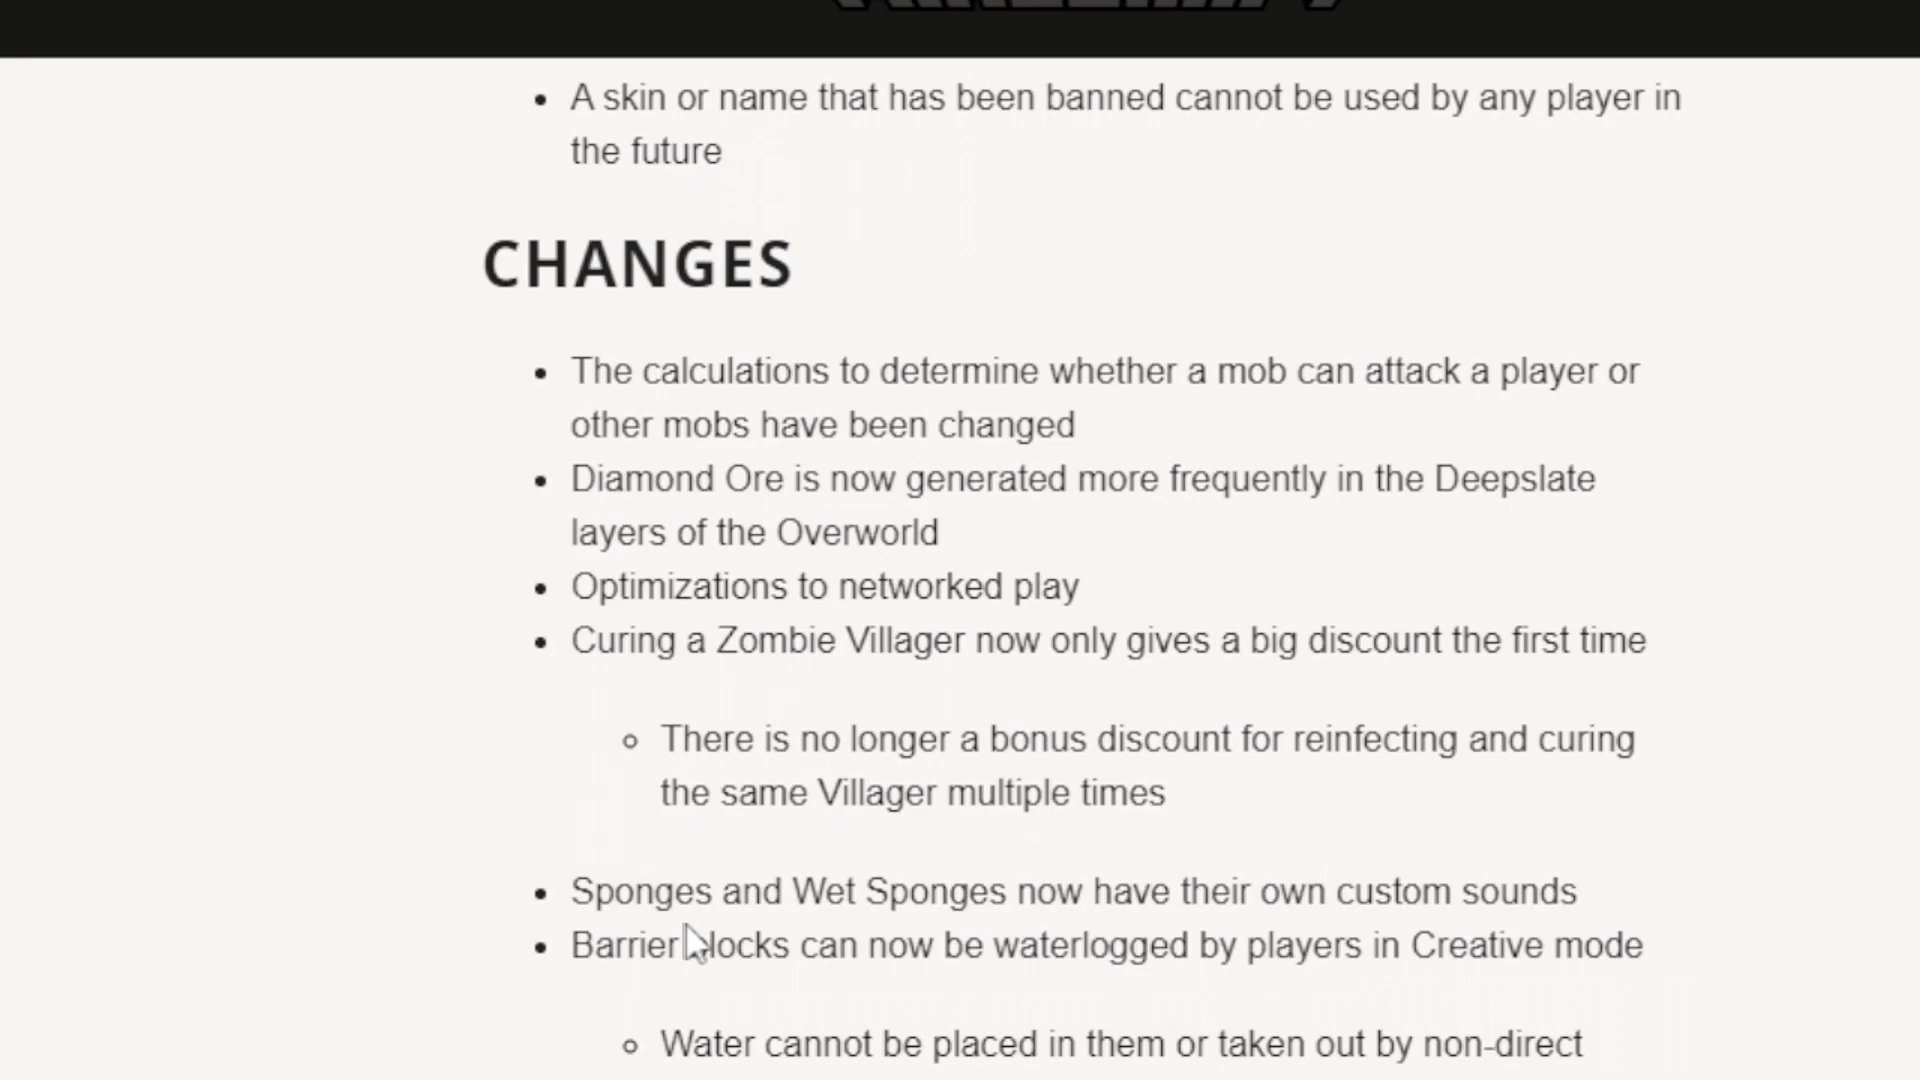 A skin or name that has been banned cannot be used by any player in
the future
CHANGES
The calculations to determine whether a mob can attack a player or
other mobs have been changed
Diamond Ore is now generated more frequently in the Deepslate
layers of the Overworld
Optimizations to networked play
Curing a Zombie Villager now only gives a big discount the first time
There is no longer a bonus discount for reinfecting and curing
the same Villager multiple times
Sponges and Wet Sponges now have their own custom sounds
Barrier blocks can now be waterlogged by players in Creative mode
Water cannot be placed in them or taken out by non-direct